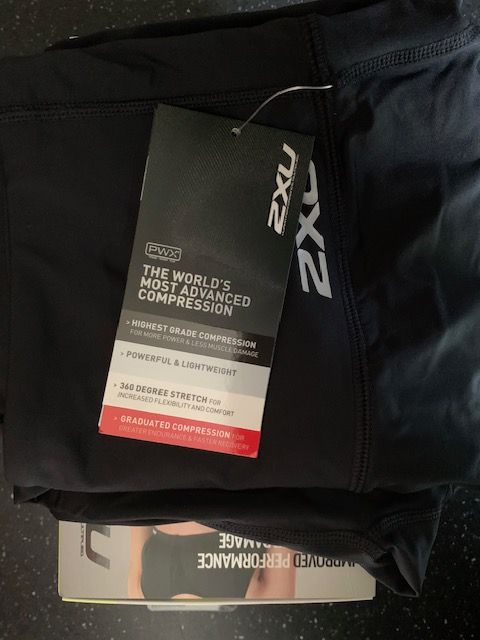 2XU
PWX
THE WORLD'S
MOST ADVANCED
COMPRESSION
> HIGHEST GRADE COMPRESSION
FOR MORE POWER & LESS MUSCLE DAMAGE
> POWERFUL & LIGHTWEIGHT
> 360 DEGREE STRETCH FOR
INCREASED FLEXIBILITY AND COMFORT
> GRADUATED COMPRESSION FOR
GREATER ENDURANCE & FASTER RECOVERY
2XU
XU
IMPROVED PERFORMANCE
DAMAGE